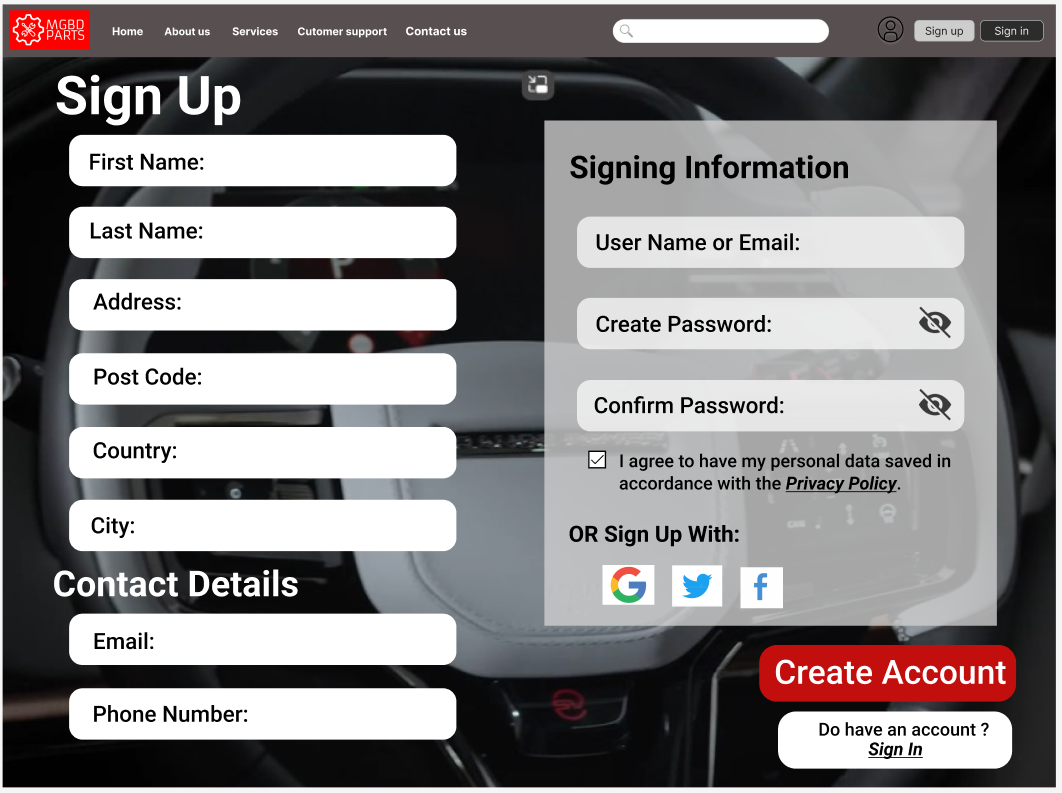 MGBD
PARTS
Home
About us
Services
Cutomer support
Contact us
Sign up
Sign in
Sign Up
First Name:
Last Name:
Address:
Post Code:
Country:
City:
Contact Details
Email:
Phone Number:
Signing Information
User Name or Email:
Create Password:
Confirm Password:
I agree to have my personal data saved in
accordance with the Privacy Policy.
OR Sign Up With:
Create Account
Do have an account ?
Sign In